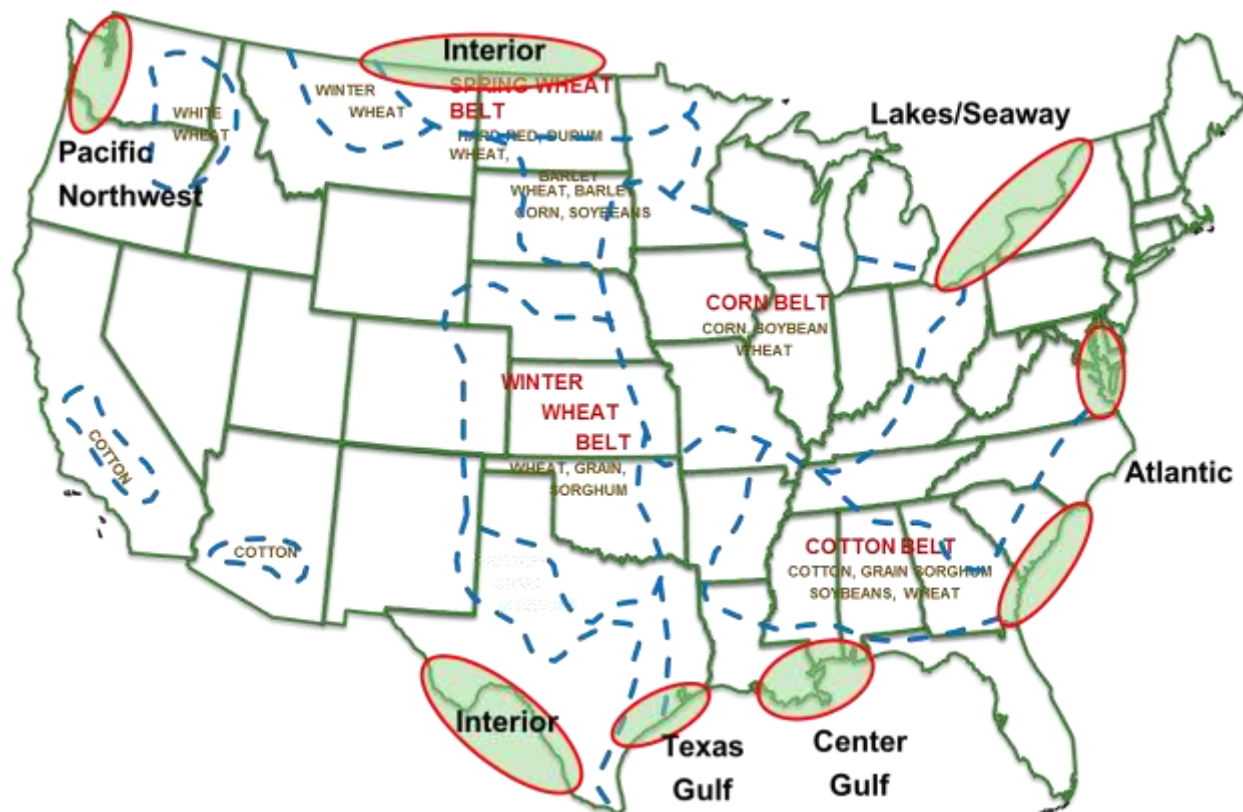 Interior
SPRING WHEAT
BELT
HARD RED, DURUM
WHEAT,
BARLEY
WHEAT, BARLEY
CORN, SOYBEANS
WINTER
WHEAT
WHITE
WHEAT
Pacific
Northwest
Lakes/Seaway
CORN BELT
CORN, SOYBEAN
WHEAT
WINTER
WHEAT
BELT
WHEAT, GRAIN,
SORGHUM
COTTON
COTTON
Atlantic
COTTON BELT
COTTON, GRAIN SORGHUM
SOYBEANS, WHEAT
Interior
Texas
Gulf
Center
Gulf